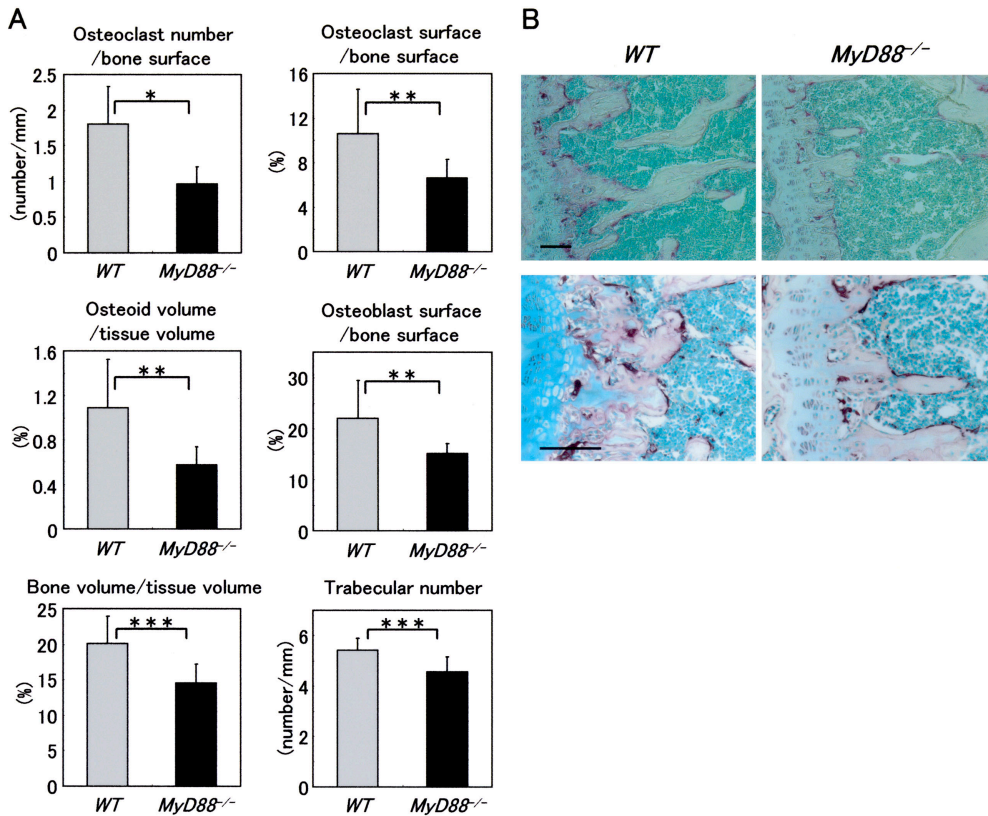 A
Osteoclast number
/bone surface
2.5
2
1.5
1
0.5
0
(number/mm)
*
WT
MyD88−/−
Osteoclast surface
/bone surface
16
12
8
4
0
(%)
**
WT
MyD88−/−
Osteoid volume
/tissue volume
1.6
1.2
0.8
0.4
0
(%)
**
WT
MyD88−/−
Osteoblast surface
/bone surface
30
20
10
0
(%)
**
WT
MyD88−/−
Bone volume/tissue volume
25
20
15
10
5
0
(%)
***
WT
MyD88−/−
Trabecular number
6
4
2
0
(number/mm)
***
WT
MyD88−/−
B
WT
MyD88−/−